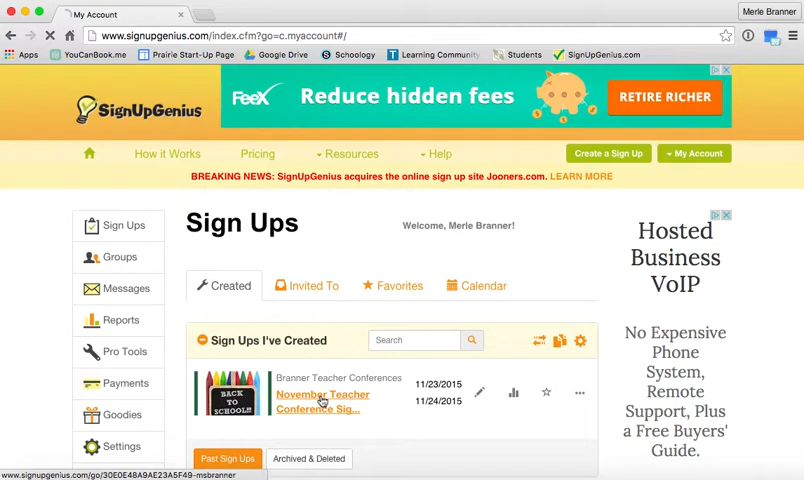 My Account
Merle Branner
www.signupgenius.com/index.cfm?go=c.myaccount#/
Apps
YouCanBook.me
Prairie Start-Up Page
Google Drive
Schoology
Learning Community
Students
SignUpGenius.com
SignUpGenius
FeeX
Reduce hidden fees
RETIRE RICHER
How it Works
Pricing
Resources
Help
Create a Sign Up
My Account
BREAKING NEWS: SignUpGenius acquires the online sign up site Jooners.com. LEARN MORE
Sign Ups
Groups
Messages
Reports
Pro Tools
Payments
Goodies
Settings
Sign Ups
Welcome, Merle Branner!
Created
Invited To
Favorites
Calendar
Sign Ups I've Created
Search
BACK
TO
SCHOOL!!
Branner Teacher Conferences
November Teacher
Conference Sig...
11/23/2015
11/24/2015
Past Sign Ups
Archived & Deleted
Hosted
Business
VoIP
No Expensive
Phone
System,
Remote
Support, Plus
a Free Buyers'
Guide.
www.signupgenius.com/go/30E0E48A9AE23A5F49-msbranner